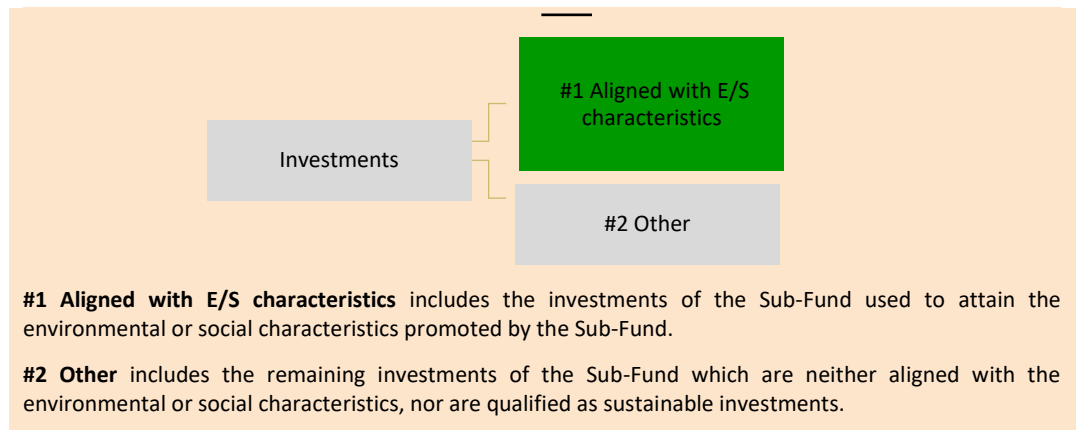 #1 Aligned with E/S
characteristics
Investments
#2 Other
#1 Aligned with E/S characteristics includes the investments of the Sub-Fund used to attain the
environmental or social characteristics promoted by the Sub-Fund.
#2 Other includes the remaining investments of the Sub-Fund which are neither aligned with the
environmental or social characteristics, nor are qualified as sustainable investments.